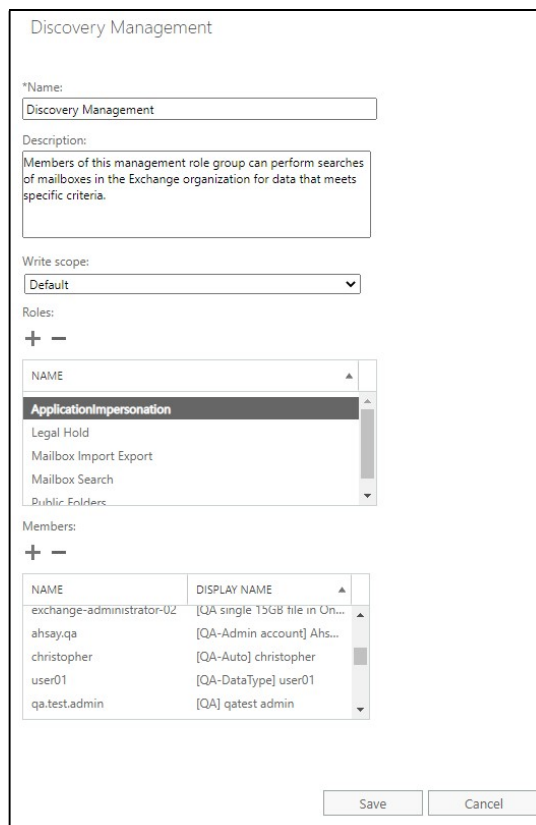 Discovery Management
*Name:
Discovery Management
Description:
Members of this management role group can perform searches
of mailboxes in the Exchange organization for data that meets
specific criteria.
Write scope:
Default
Roles:
NAME
ApplicationImpersonation
Legal Hold
Mailbox Import Export
Mailbox Search
Public Folders
Members:
NAME DISPLAY NAME
exchange-administrator-02 [QA single 15GB file in On...
ahsay.qa [QA-Admin account] Ahs...
christopher [QA-Auto] christopher
user01 [QA-DataType] user01
qa.test.admin [QA] qatest admin
Save Cancel